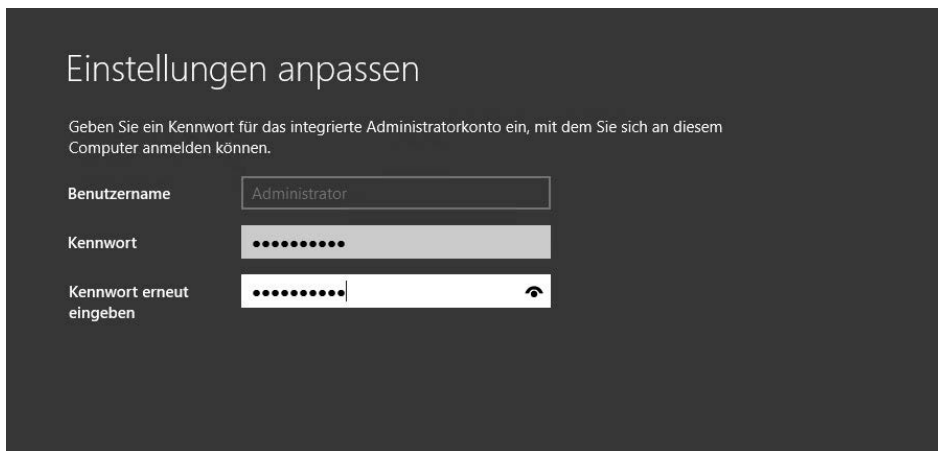 Einstellungen anpassen
Geben Sie ein Kennwort für das integrierte Administratorkonto ein, mit dem Sie sich an diesem
Computer anmelden können.
Benutzername
Administrator
Kennwort
●●●●●●●●●●
Kennwort erneut
eingeben
●●●●●●●●●●